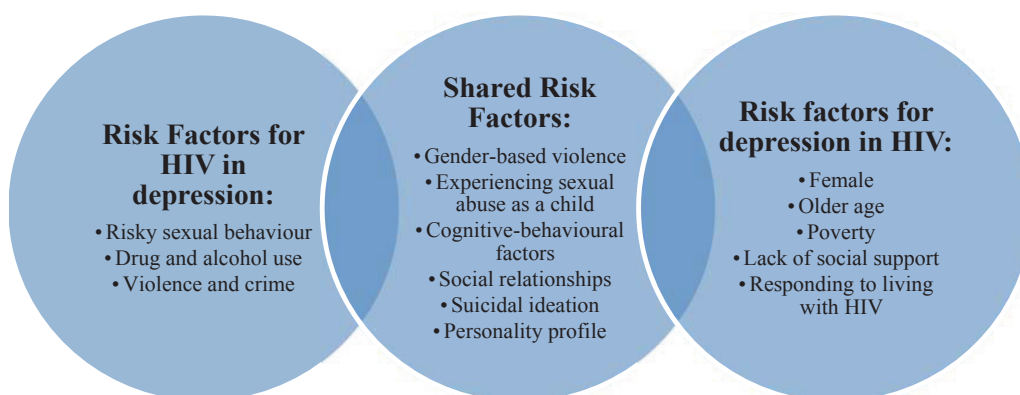 Risk Factors for
HIV in
depression:
• Risky sexual behaviour
• Drug and alcohol use
• Violence and crime
Shared Risk
Factors:
• Gender-based violence
• Experiencing sexual
abuse as a child
• Cognitive-behavioural
factors
• Social relationships
• Suicidal ideation
• Personality profile
Risk factors for
depression in HIV:
• Female
• Older age
• Poverty
• Lack of social support
• Responding to living
with HIV